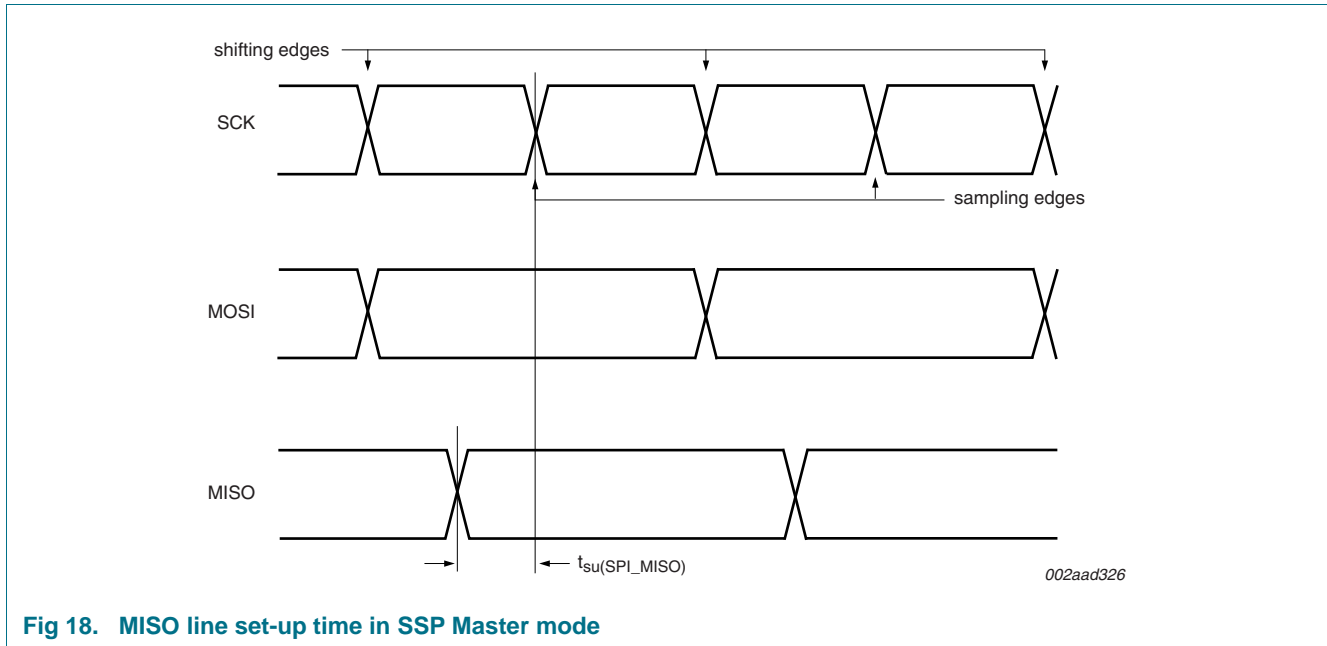 shifting edges
SCK
sampling edges
MOSI
MISO
tsu(SPI_MISO)
002aad326
Fig 18. MISO line set-up time in SSP Master mode